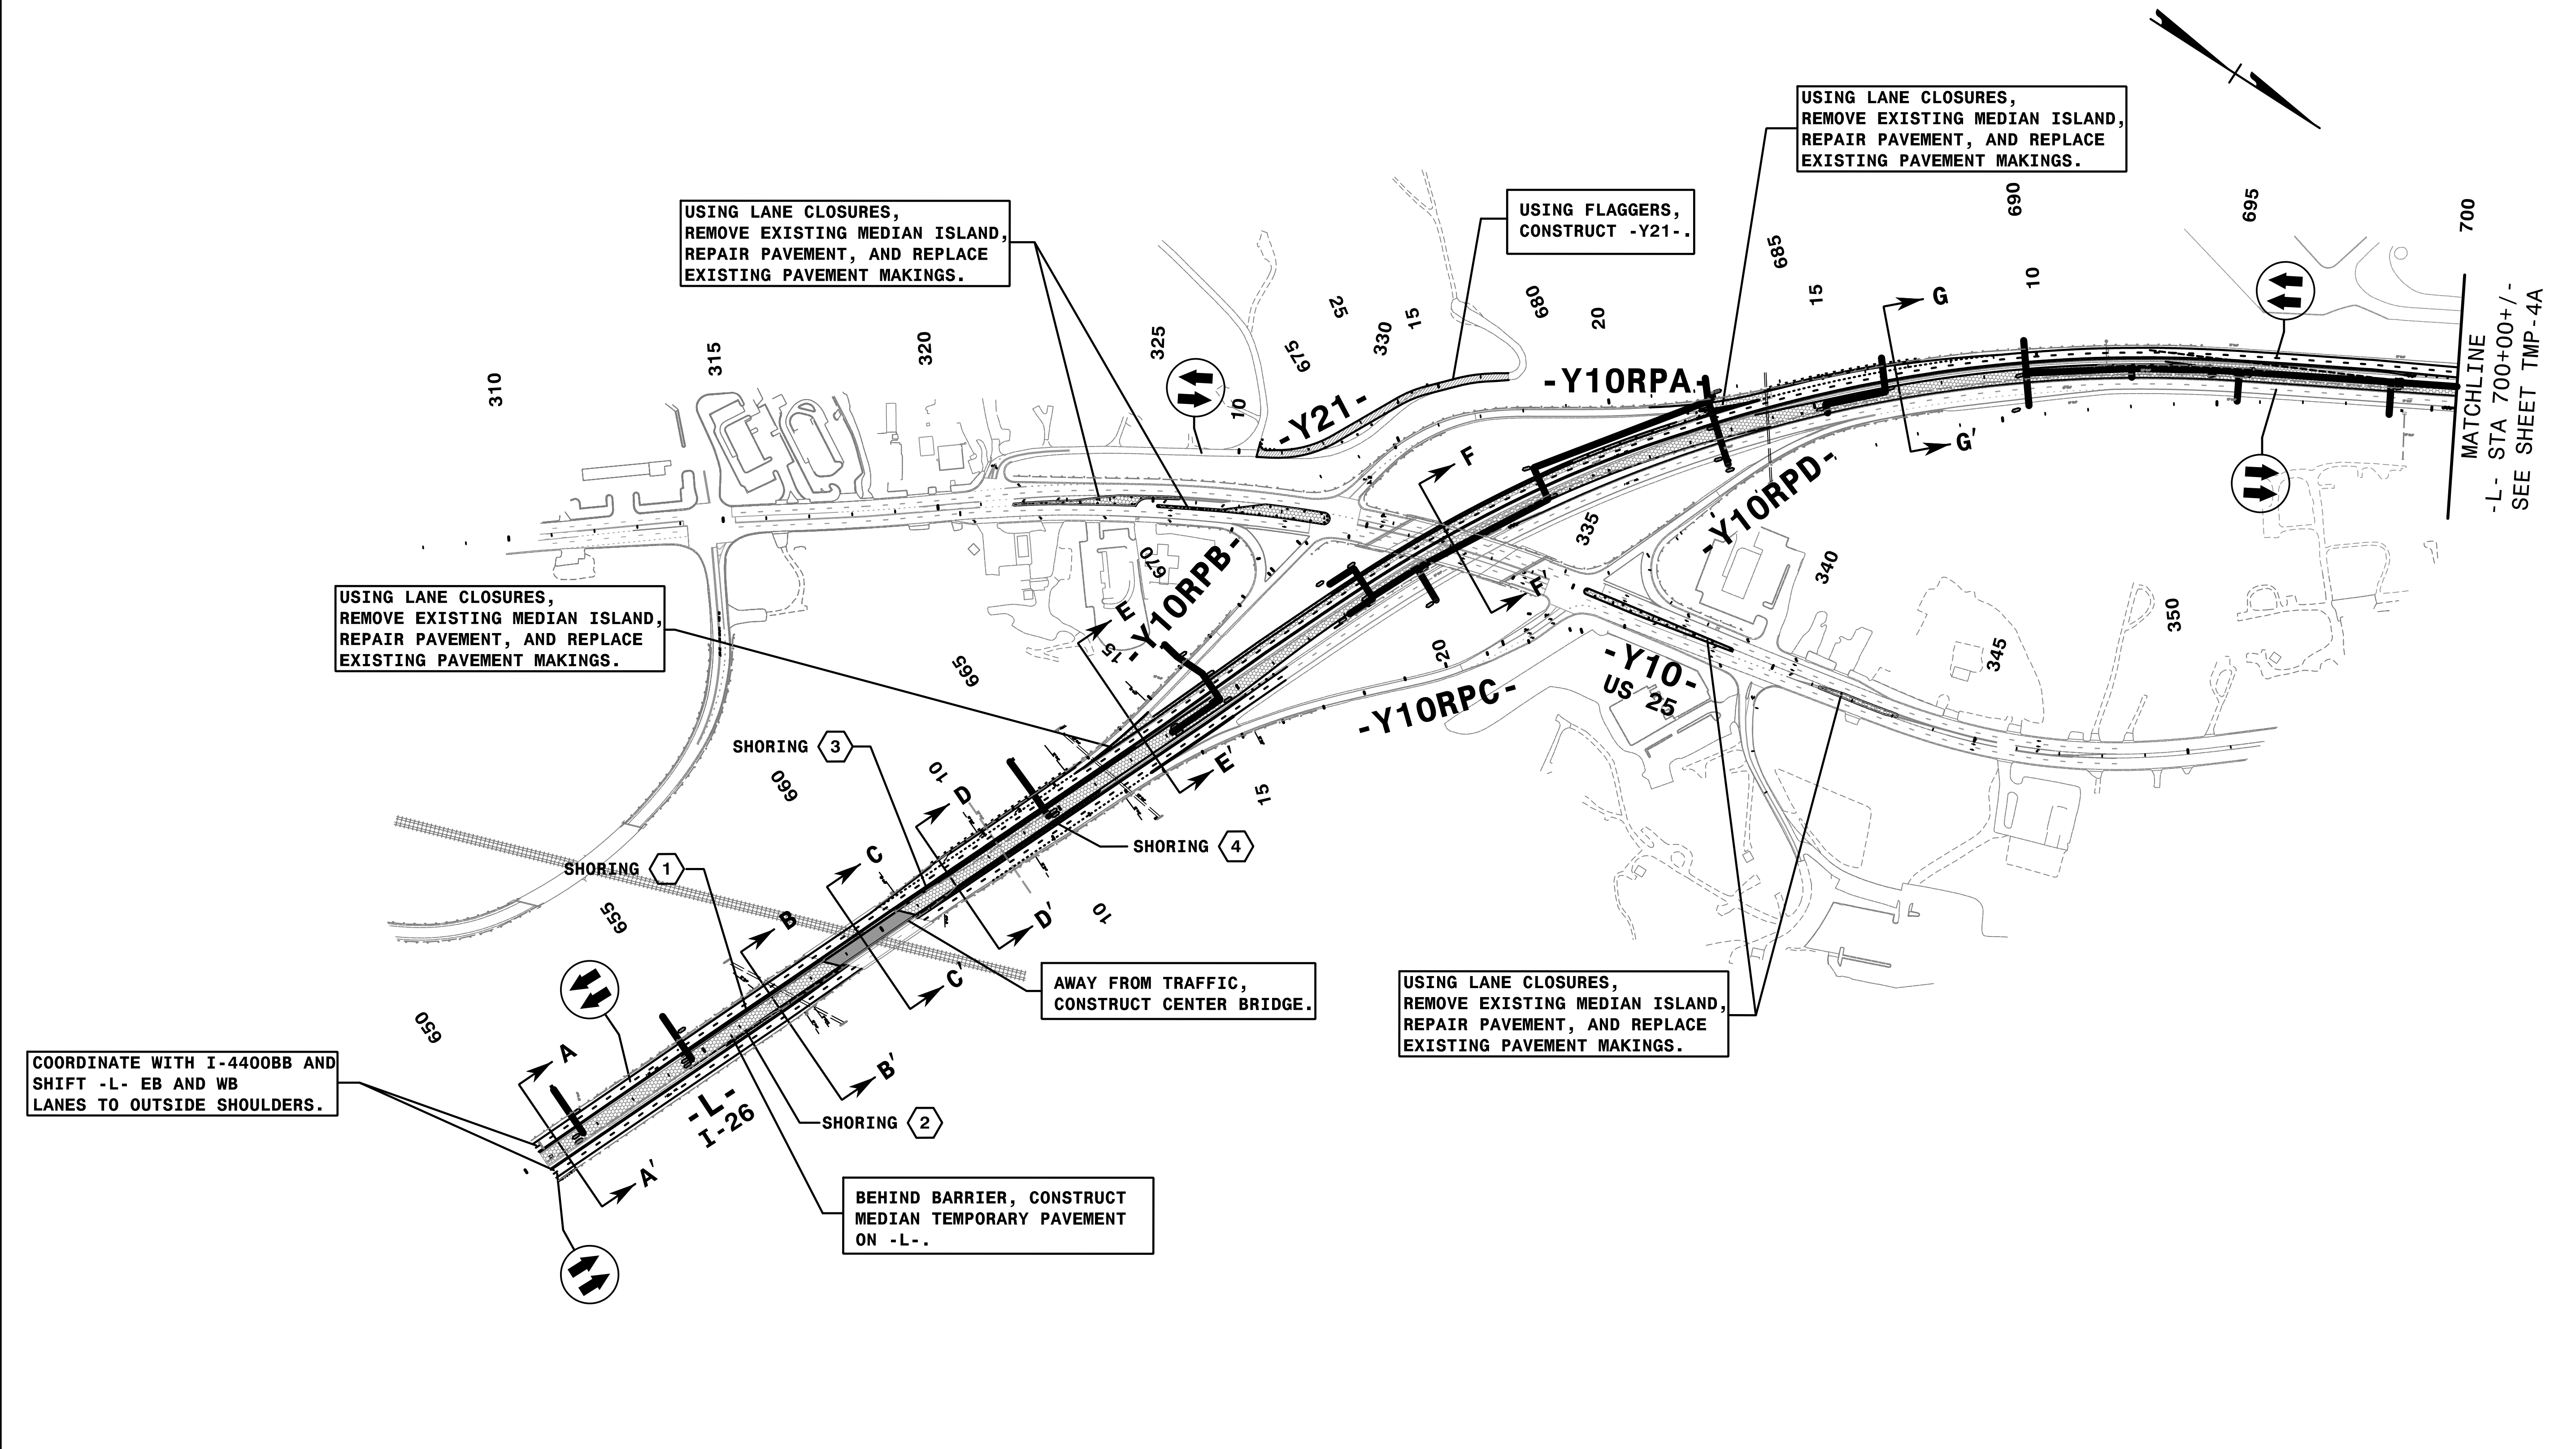 USING LANE CLOSURES,
REMOVE EXISTING MEDIAN ISLAND,
REPAIR PAVEMENT, AND REPLACE
EXISTING PAVEMENT MAKINGS.
USING LANE CLOSURES,
REMOVE EXISTING MEDIAN ISLAND,
REPAIR PAVEMENT, AND REPLACE
EXISTING PAVEMENT MAKINGS.
USING FLAGGERS,
CONSTRUCT -Y21-.
690
695
700
685
680
25
15
330
675
20
15
10
325
320
315
310
10
G
G'
-Y10RPA-
-Y21-
MATCHLINE
-L- STA 700+00+/-
SEE SHEET TMP-4A
F
F'
-Y10RPD-
335
340
345
350
670
-Y10RPB-
E
15
E'
USING LANE CLOSURES,
REMOVE EXISTING MEDIAN ISLAND,
REPAIR PAVEMENT, AND REPLACE
EXISTING PAVEMENT MAKINGS.
665
20
-Y10RPC-
-Y10-
US 25
SHORING 3
660
10
D
D'
15
SHORING 4
C
C'
SHORING 1
655
B
B'
10
AWAY FROM TRAFFIC,
CONSTRUCT CENTER BRIDGE.
USING LANE CLOSURES,
REMOVE EXISTING MEDIAN ISLAND,
REPAIR PAVEMENT, AND REPLACE
EXISTING PAVEMENT MAKINGS.
650
A
A'
COORDINATE WITH I-4400BB AND
SHIFT -L- EB AND WB
LANES TO OUTSIDE SHOULDERS.
-L-
I-26
SHORING 2
BEHIND BARRIER, CONSTRUCT
MEDIAN TEMPORARY PAVEMENT
ON -L-.